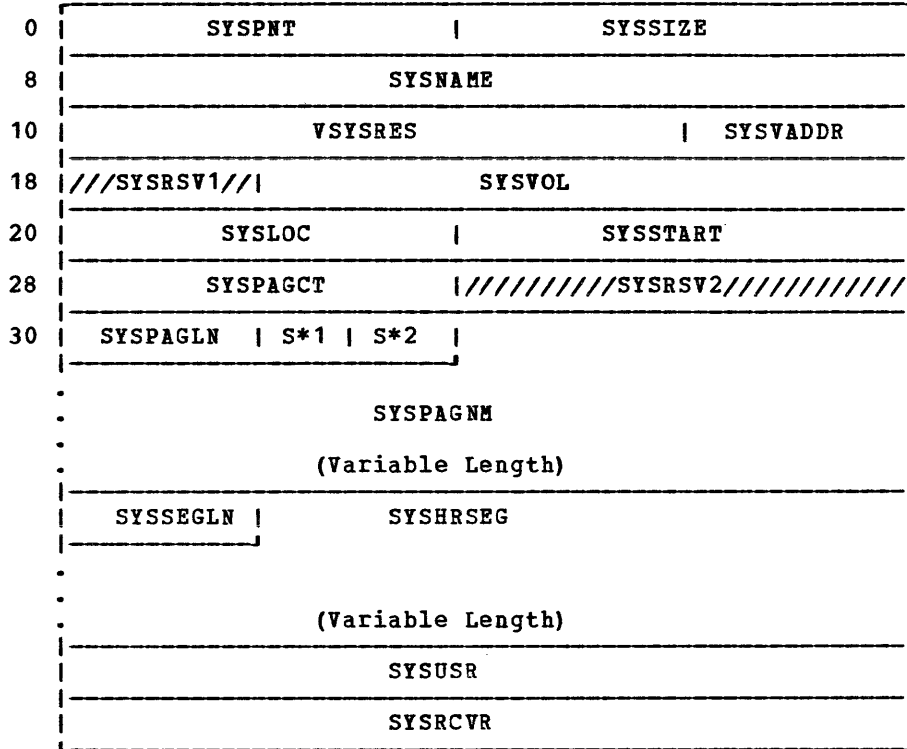 0 | SYSPNT | SYSSIZE
8 | SYSNAME
10 | VSYSRES | SYSVADDR
18 |///SYSRSV1//| SYSVOL
20 | SYSLOC | SYSSTART
28 | SYSPAGCT |//////////SYSRSV2////////////
30 | SYSPAGLN | S*1 | S*2 |
SYSPAGNM
(Variable Length)
| SYSSEGLN | SYSHRSEG
(Variable Length)
| SYSUSR
| SYSRCVR